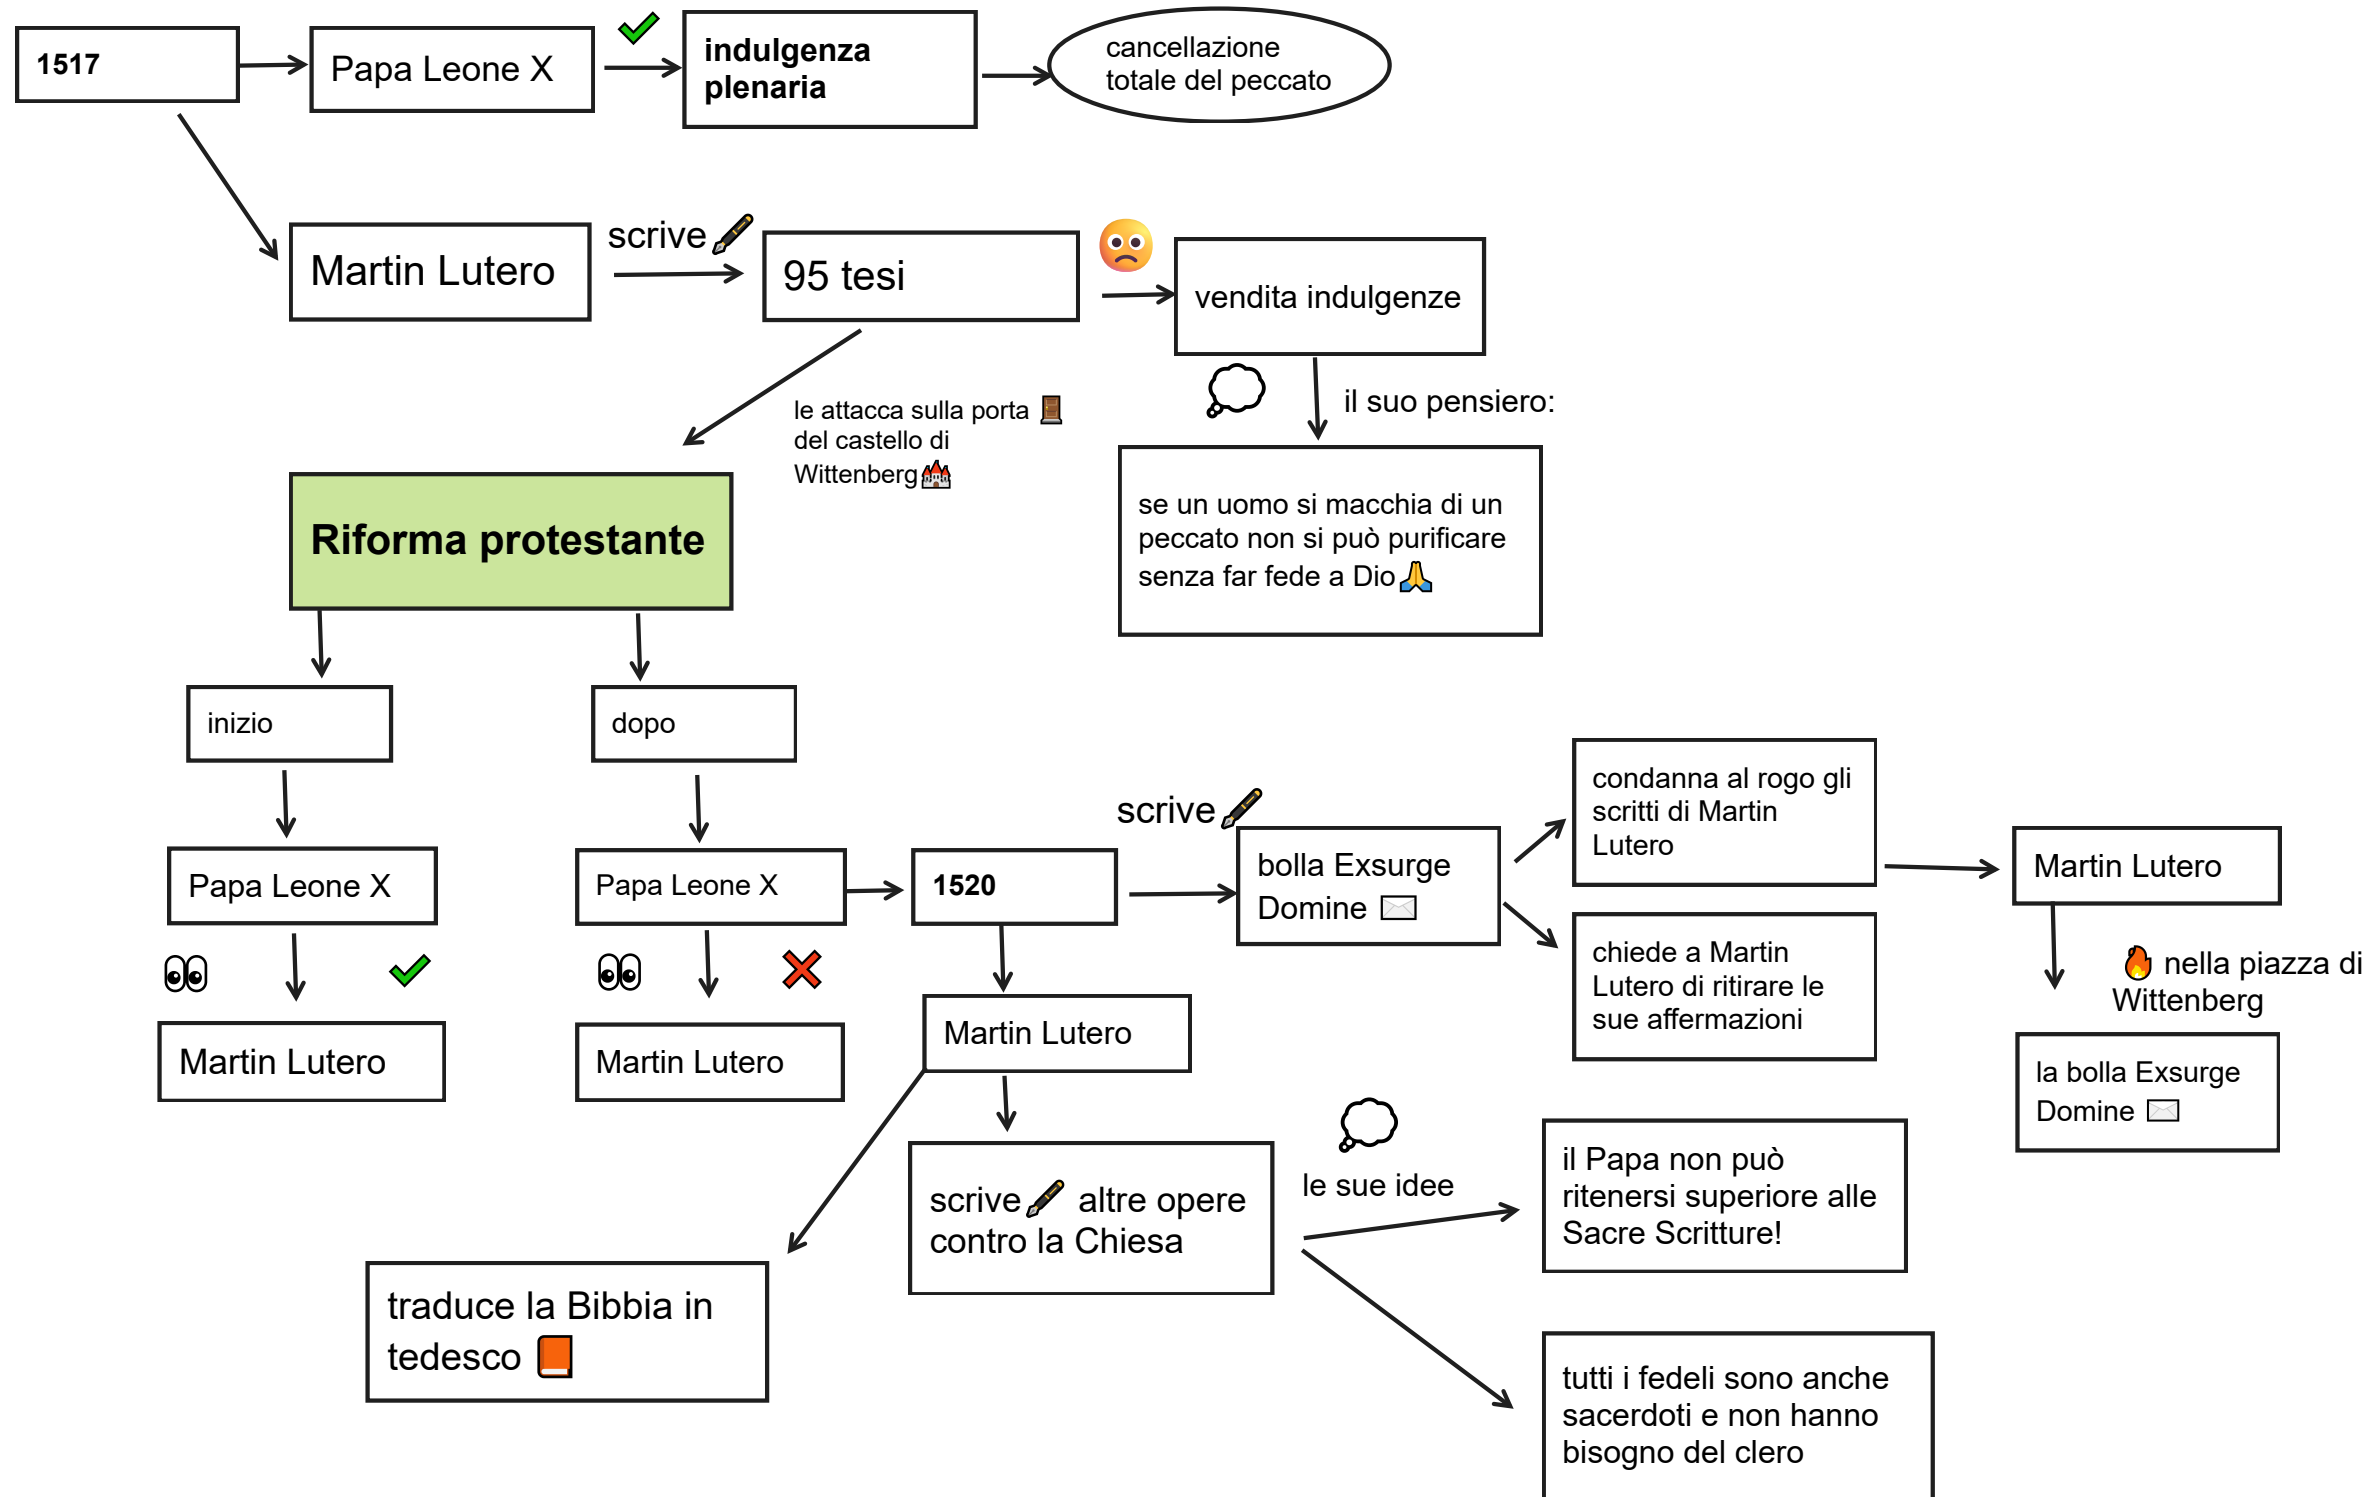 1517
Papa Leone X
indulgenza
plenaria
cancellazione
totale del peccato
Martin Lutero
scrive
95 tesi
vendita indulgenze
le attacca sulla porta
del castello di
Wittenberg
il suo pensiero:
se un uomo si macchia di un
peccato non si può purificare
senza far fede a Dio
Riforma protestante
inizio
dopo
Papa Leone X
Martin Lutero
Papa Leone X
Martin Lutero
1520
scrive
bolla Exsurge
Domine
condanna al rogo gli
scritti di Martin
Lutero
chiede a Martin
Lutero di ritirare le
sue affermazioni
Martin Lutero
nella piazza di
Wittenberg
la bolla Exsurge
Domine
Martin Lutero
traduce la Bibbia in
tedesco
scrive altre opere
contro la Chiesa
le sue idee
il Papa non può
ritenersi superiore alle
Sacre Scritture!
tutti i fedeli sono anche
sacerdoti e non hanno
bisogno del clero